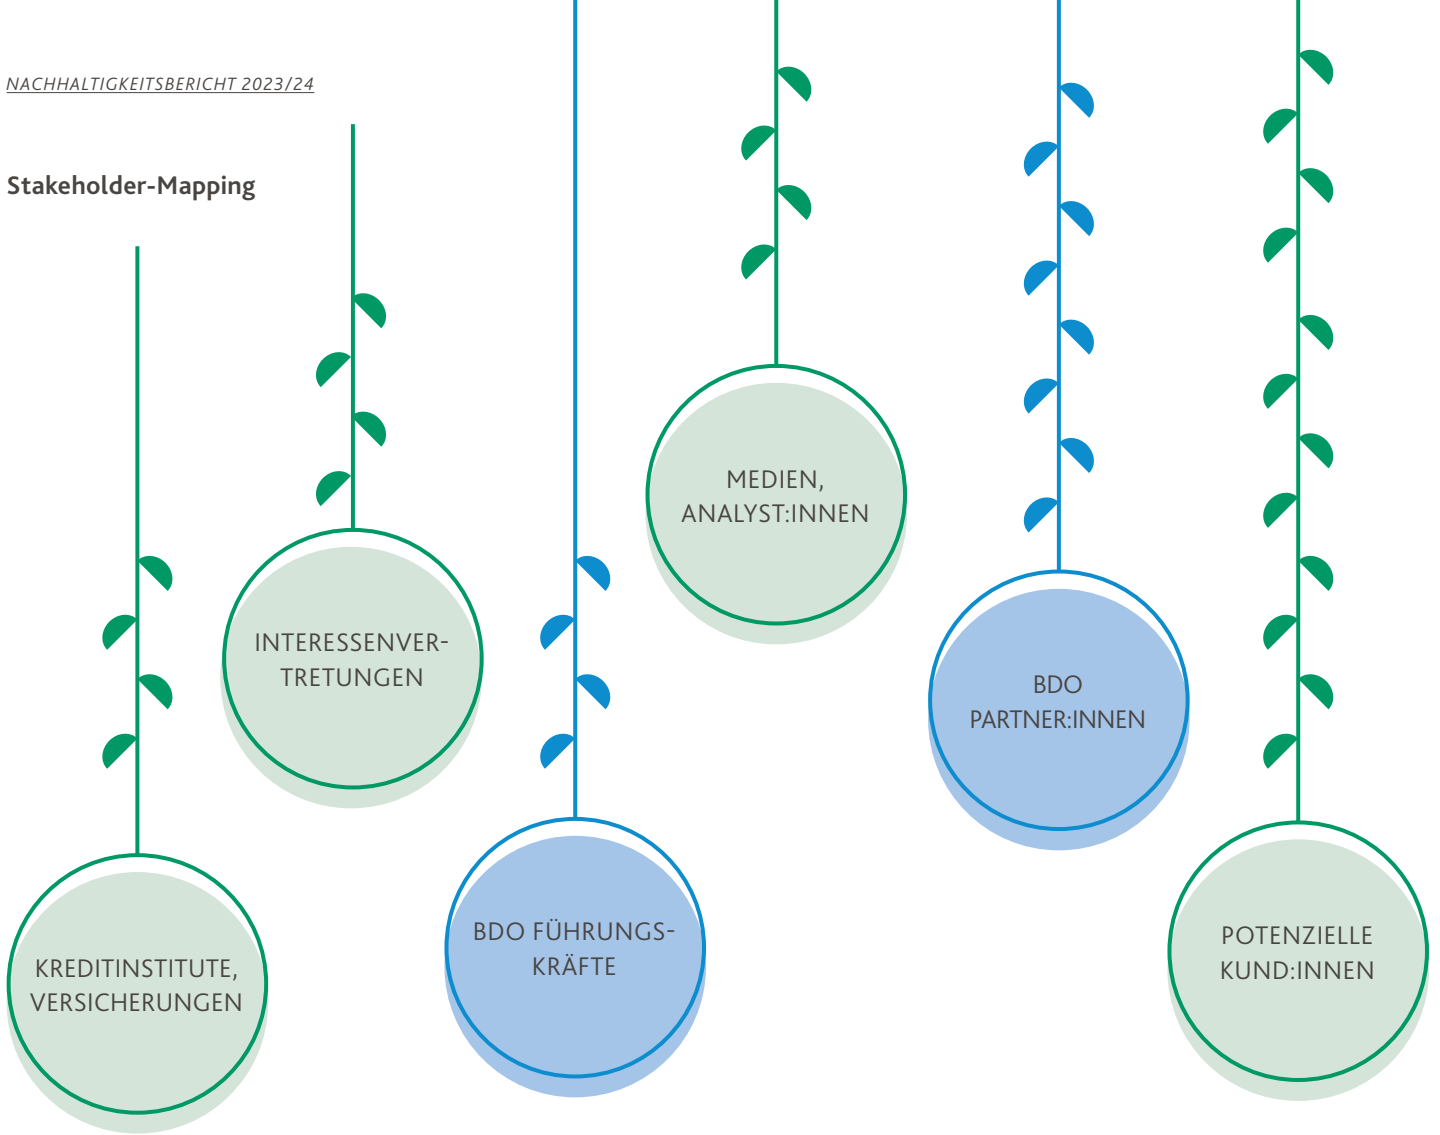 NACHHALTIGKEITSBERICHT 2023/24
Stakeholder-Mapping
MEDIEN,
ANALYST:INNEN
INTERESSENVER-
TRETUNGEN
BDO
PARTNER:INNEN
BDO FÜHRUNGS-
KRÄFTE
POTENZIELLE
KUND:INNEN
KREDITINSTITUTE,
VERSICHERUNGEN